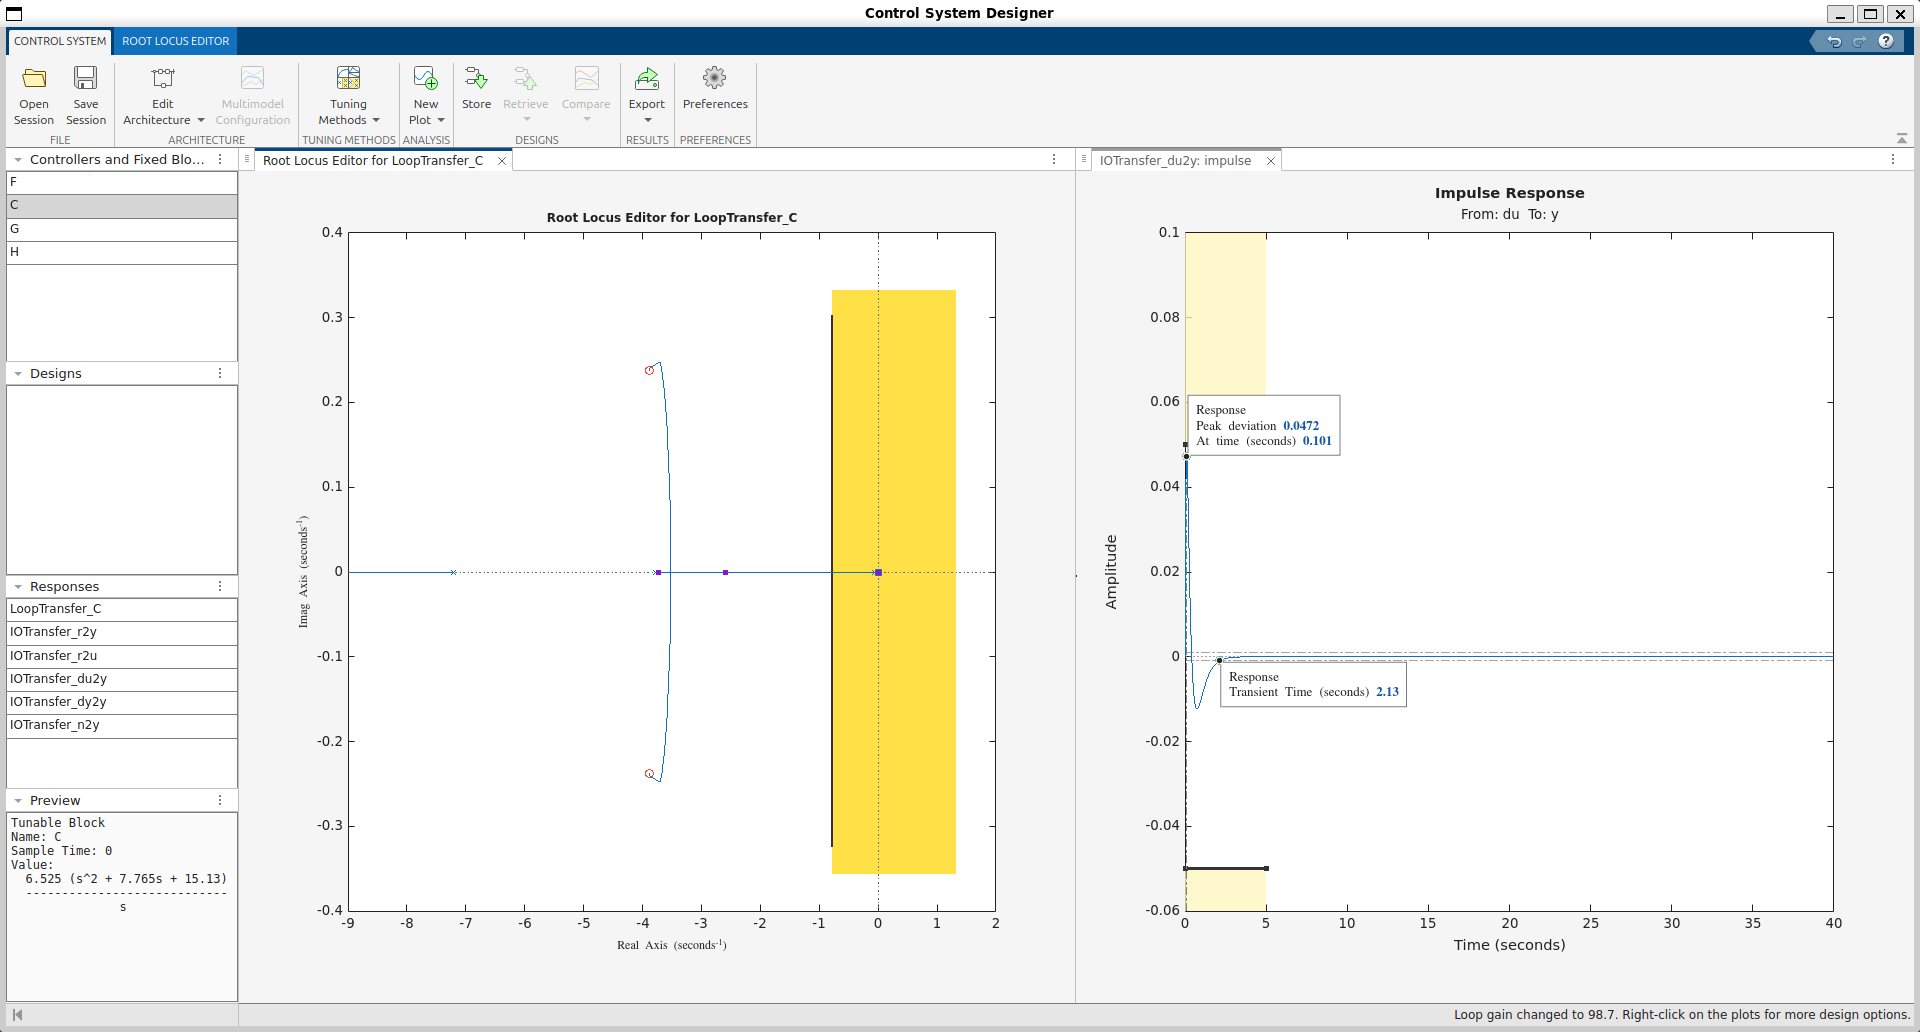 Control System Designer
CONTROL SYSTEM
ROOT LOCUS EDITOR
Open Session
Save Session
Edit Architecture
Multimodel Configuration
Tuning Methods
New Plot
Store
Retrieve
Compare
Export
Preferences
FILE
ARCHITECTURE
TUNING METHODS
ANALYSIS
DESIGNS
RESULTS
PREFERENCES
Controllers and Fixed Blo...
F
C
G
H
Designs
Responses
LoopTransfer_C
IOTransfer_r2y
IOTransfer_r2u
IOTransfer_du2y
IOTransfer_dy2y
IOTransfer_n2y
Preview
Tunable Block
Name: C
Sample Time: 0
Value:
6.525 (s^2 + 7.765s + 15.13)
----------------------------
s
Root Locus Editor for LoopTransfer_C
Root Locus Editor for LoopTransfer_C
0.4
0.3
0.2
0.1
0
-0.1
-0.2
-0.3
-0.4
-9 -8 -7 -6 -5 -4 -3 -2 -1 0 1 2
Imag Axis (seconds⁻¹)
Real Axis (seconds⁻¹)
IOTransfer_du2y: impulse
Impulse Response
From: du To: y
0.1
0.08
0.06
0.04
0.02
0
-0.02
-0.04
-0.06
0 5 10 15 20 25 30 35 40
Amplitude
Time (seconds)
Response
Peak deviation 0.0472
At time (seconds) 0.101
Response
Transient Time (seconds) 2.13
Loop gain changed to 98.7. Right-click on the plots for more design options.